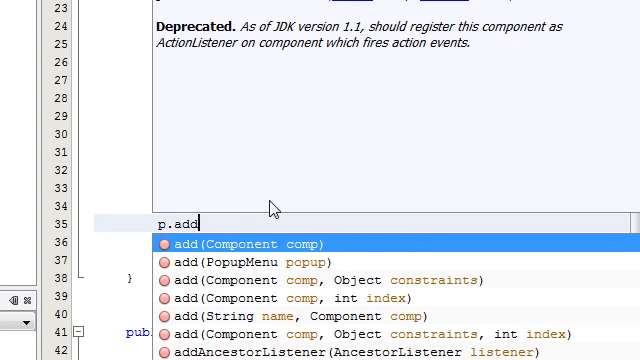 23
24
Deprecated. As of JDK version 1.1, should register this component as
25
ActionListener on component which fires action events.
26
27
28
29
30
31
32
33
34
35 p.add
36 add(Component comp)
37 add(PopupMenu popup)
38 } add(Component comp, Object constraints)
39 add(Component comp, int index)
40 add(String name, Component comp)
41 publ add(Component comp, Object constraints, int index)
42 addAncestorListener(AncestorListener listener)